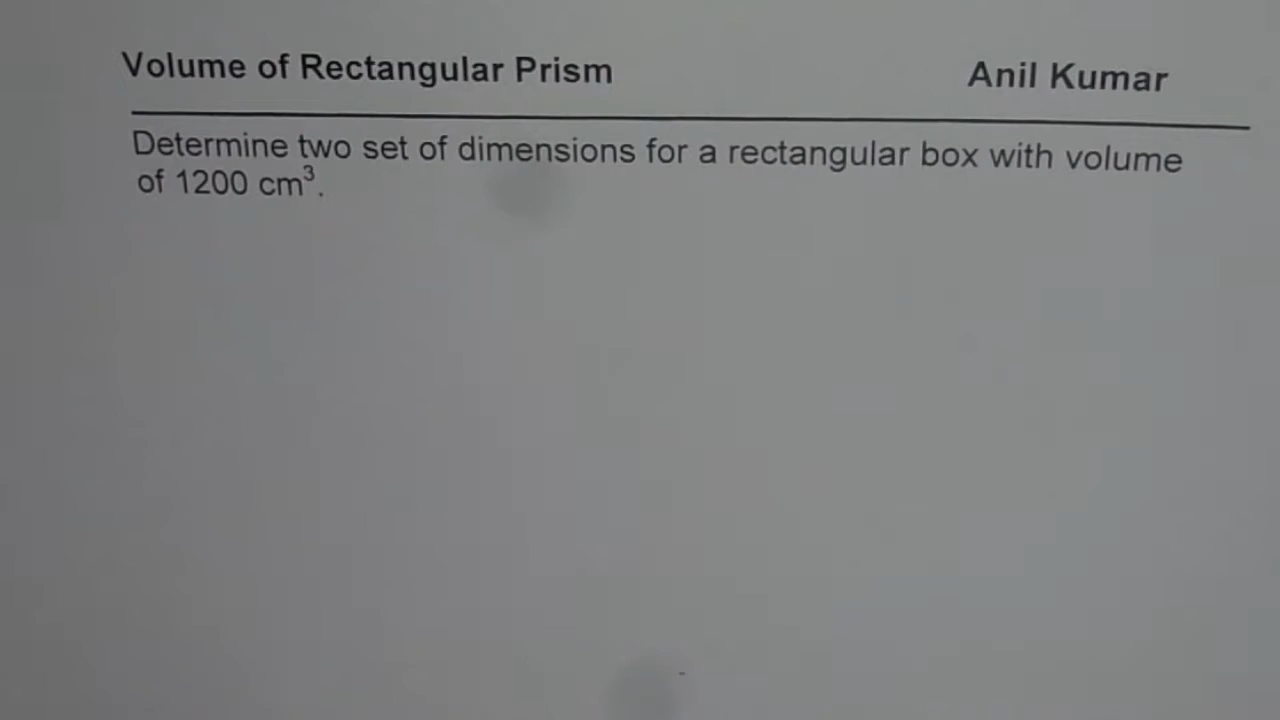 Volume of Rectangular Prism Anil Kumar
Determine two set of dimensions for a rectangular box with volume
of 1200 cm³.